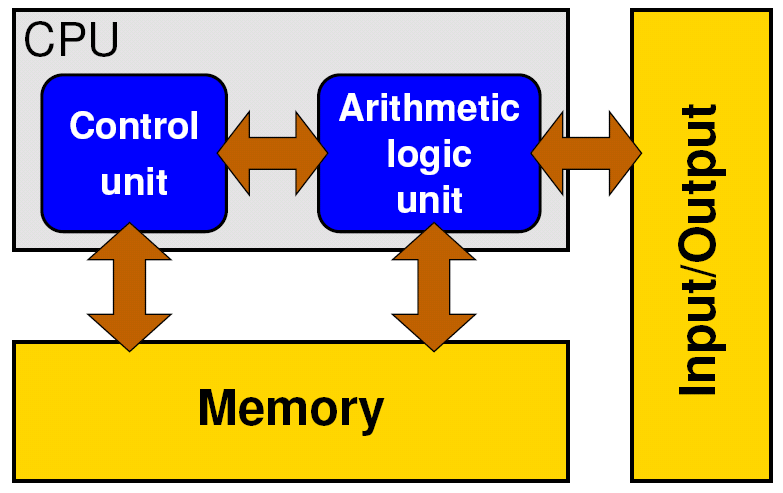 CPU
Control
unit
Arithmetic
logic
unit
Input/Output
Memory